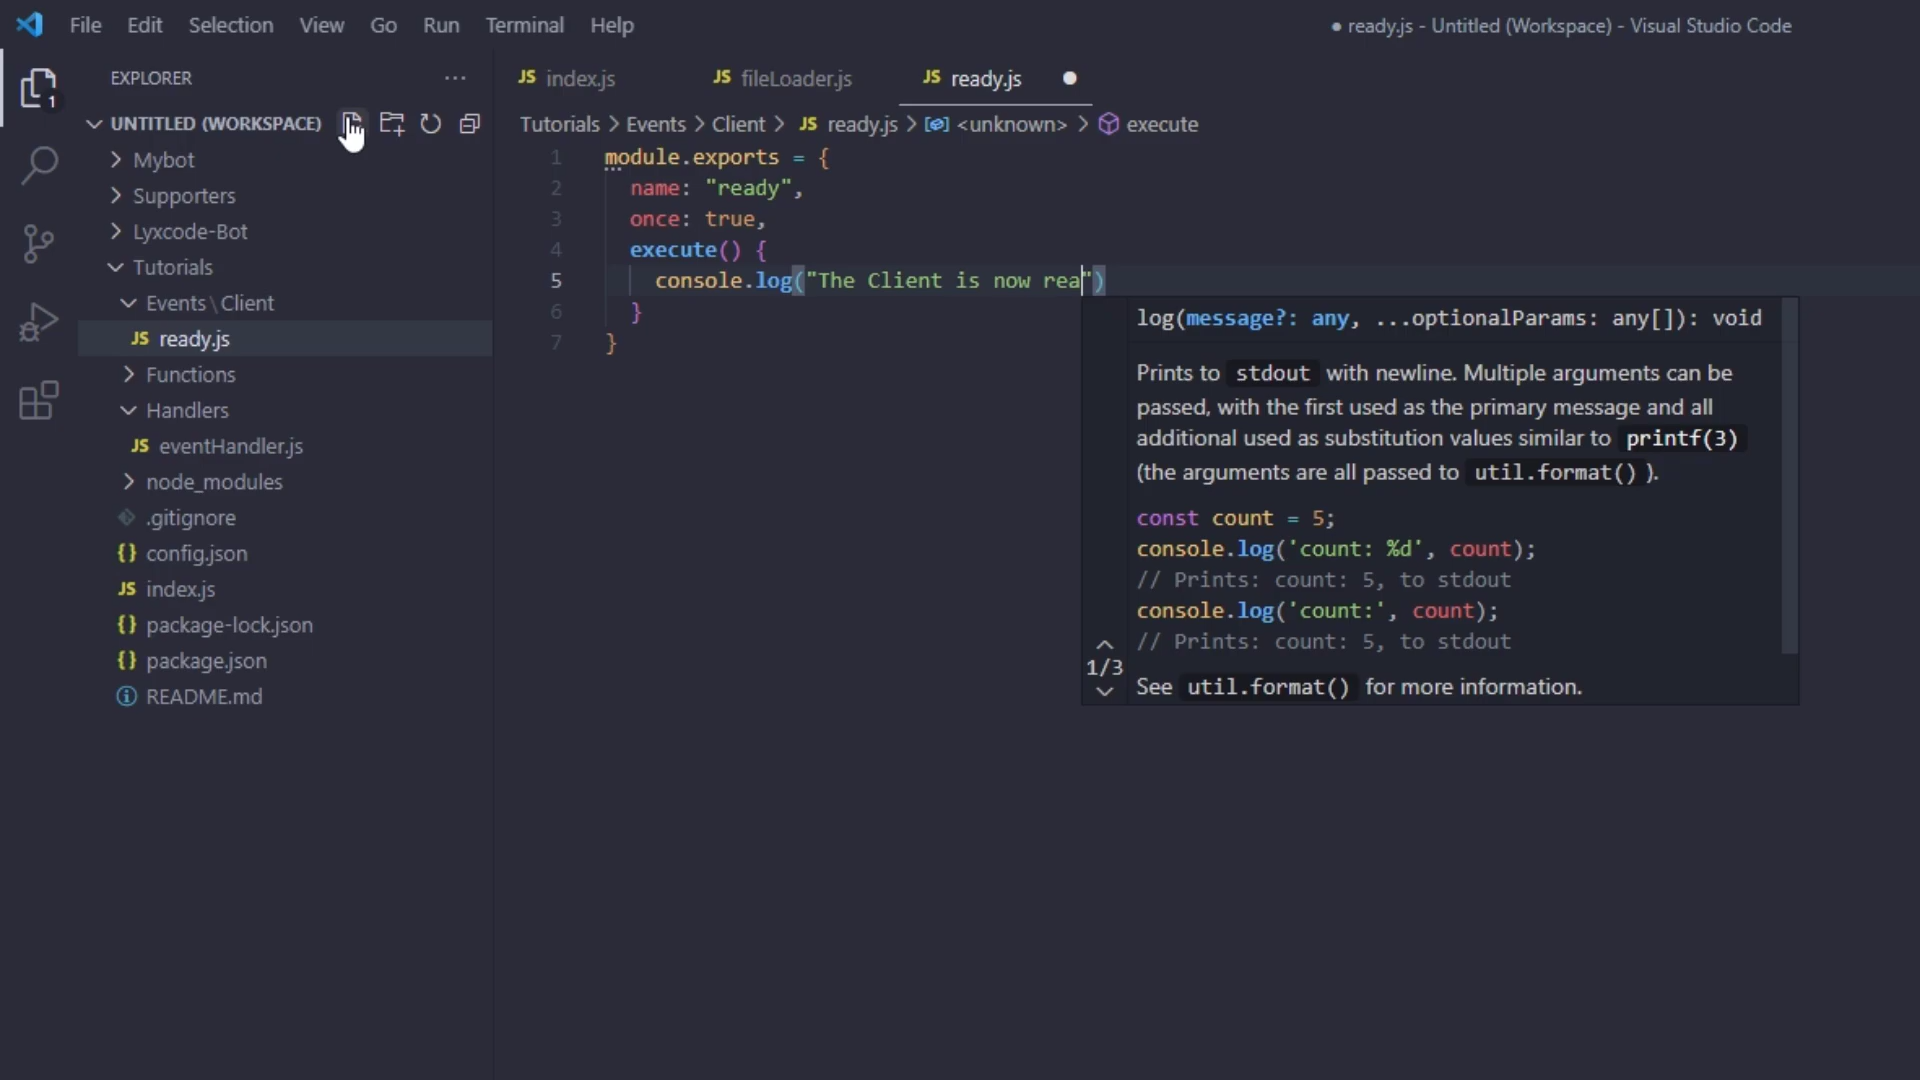 File Edit Selection View Go Run Terminal Help
● ready.js - Untitled (Workspace) - Visual Studio Code
1
EXPLORER ...
UNTITLED (WORKSPACE)
Mybot
Supporters
Lyxcode-Bot
Tutorials
Events\Client
JS ready.js
Functions
Handlers
JS eventHandler.js
node_modules
.gitignore
{} config.json
JS index.js
{} package-lock.json
{} package.json
README.md
JS index.js JS fileLoader.js JS ready.js ●
Tutorials > Events > Client > JS ready.js > <unknown> > execute
1 module.exports = {
2 name: "ready",
3 once: true,
4 execute() {
5 console.log("The Client is now rea")
6 }
7 }
log(message?: any, ...optionalParams: any[]): void
Prints to stdout with newline. Multiple arguments can be
passed, with the first used as the primary message and all
additional used as substitution values similar to printf(3)
(the arguments are all passed to util.format() ).
const count = 5;
console.log('count: %d', count);
// Prints: count: 5, to stdout
console.log('count:', count);
// Prints: count: 5, to stdout
1/3
See util.format() for more information.